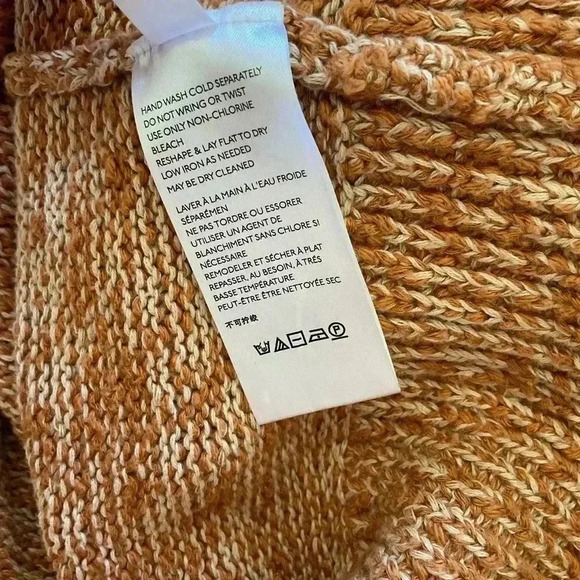 HAND WASH COLD SEPARATELY
DO NOT WRING OR TWIST
USE ONLY NON-CHLORINE
BLEACH
RESHAPE & LAY FLAT TO DRY
LOW IRON AS NEEDED
MAY BE DRY CLEANED
LAVER À LA MAIN À L'EAU FROIDE
SÉPARÉMEN
NE PAS TORDRE OU ESSORER
UTILISER UN AGENT DE
BLANCHIMENT SANS CHLORE SI
NÉCESSAIRE
REMODELER ET SÉCHER À PLAT
REPASSER, AU BESOIN, À TRÉS
BASSE TEMPÉRATURE
PEUT-ÊTRE ÊTRE NETTOYÉE SEC
不可拧绞
P